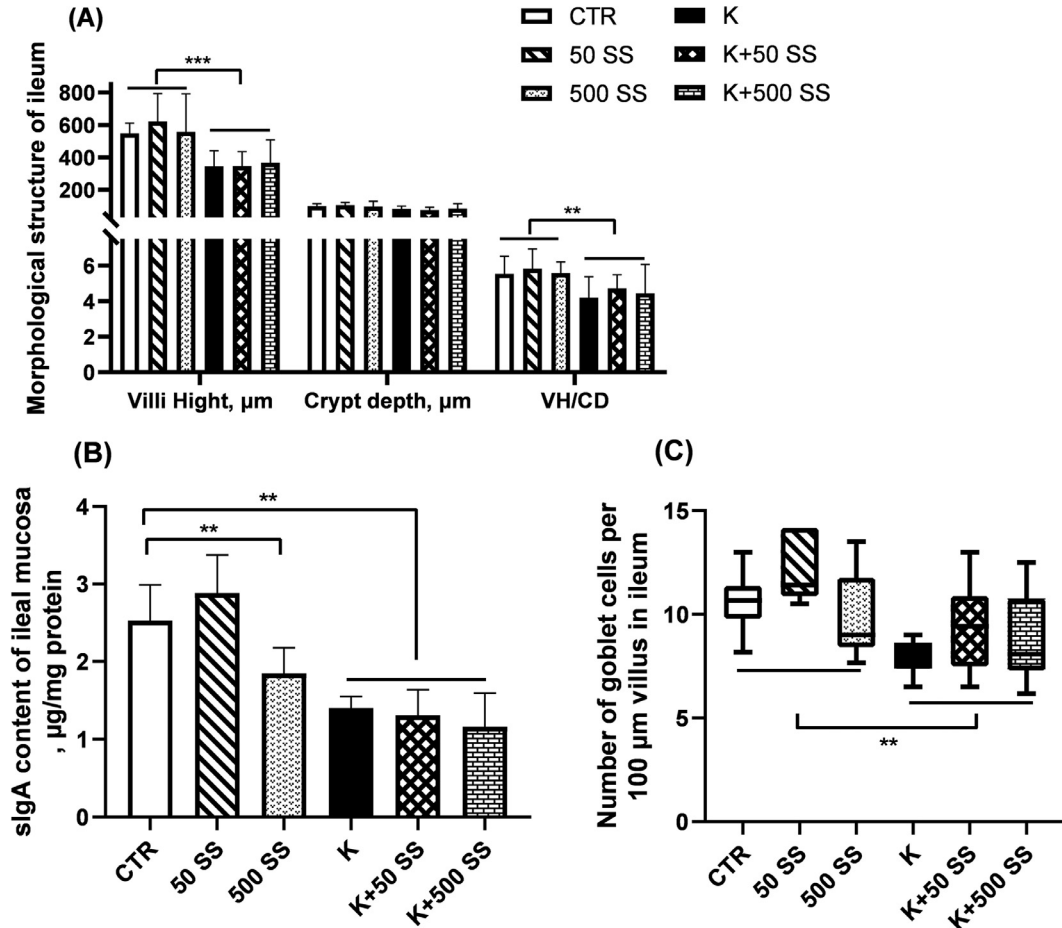 (A)
CTR
K
50 SS
K+50 SS
500 SS
K+500 SS
Morphological structure of ileum
800
600
400
200
6
4
2
0
***
**
Villi Hight, µm
Crypt depth, µm
VH/CD
(B)
sIgA content of ileal mucosa
, µg/mg protein
4
3
2
1
0
**
**
CTR
50 SS
500 SS
K
K+50 SS
K+500 SS
(C)
Number of goblet cells per
100 µm villus in ileum
15
10
5
0
**
CTR
50 SS
500 SS
K
K+50 SS
K+500 SS